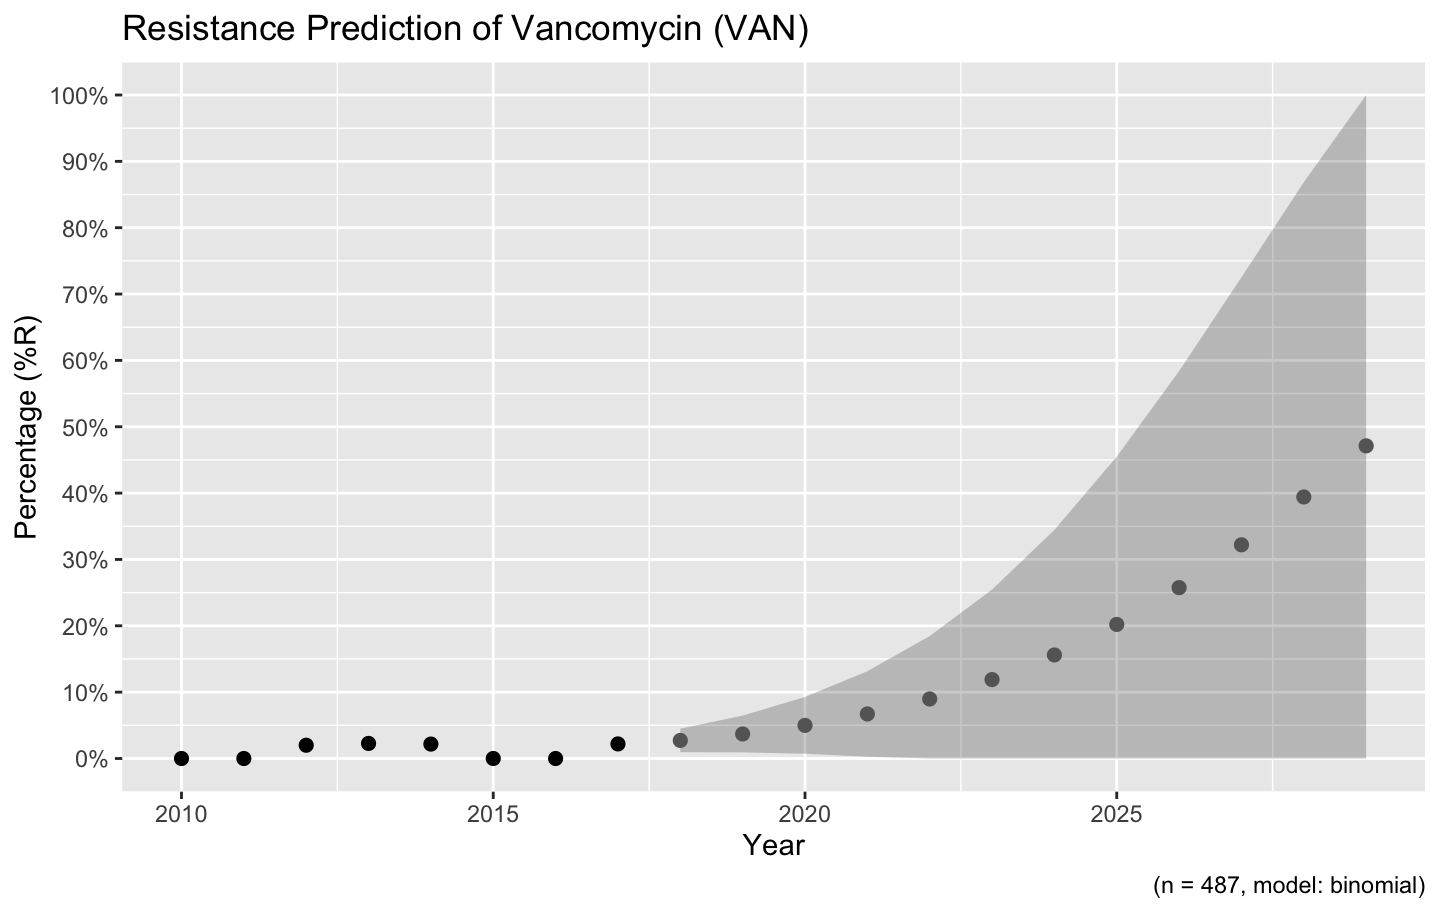 Resistance Prediction of Vancomycin (VAN)
100%
90%
80%
70%
60%
50%
40%
30%
20%
10%
0%
Percentage (%R)
2010 2015 2020 2025
Year
(n = 487, model: binomial)